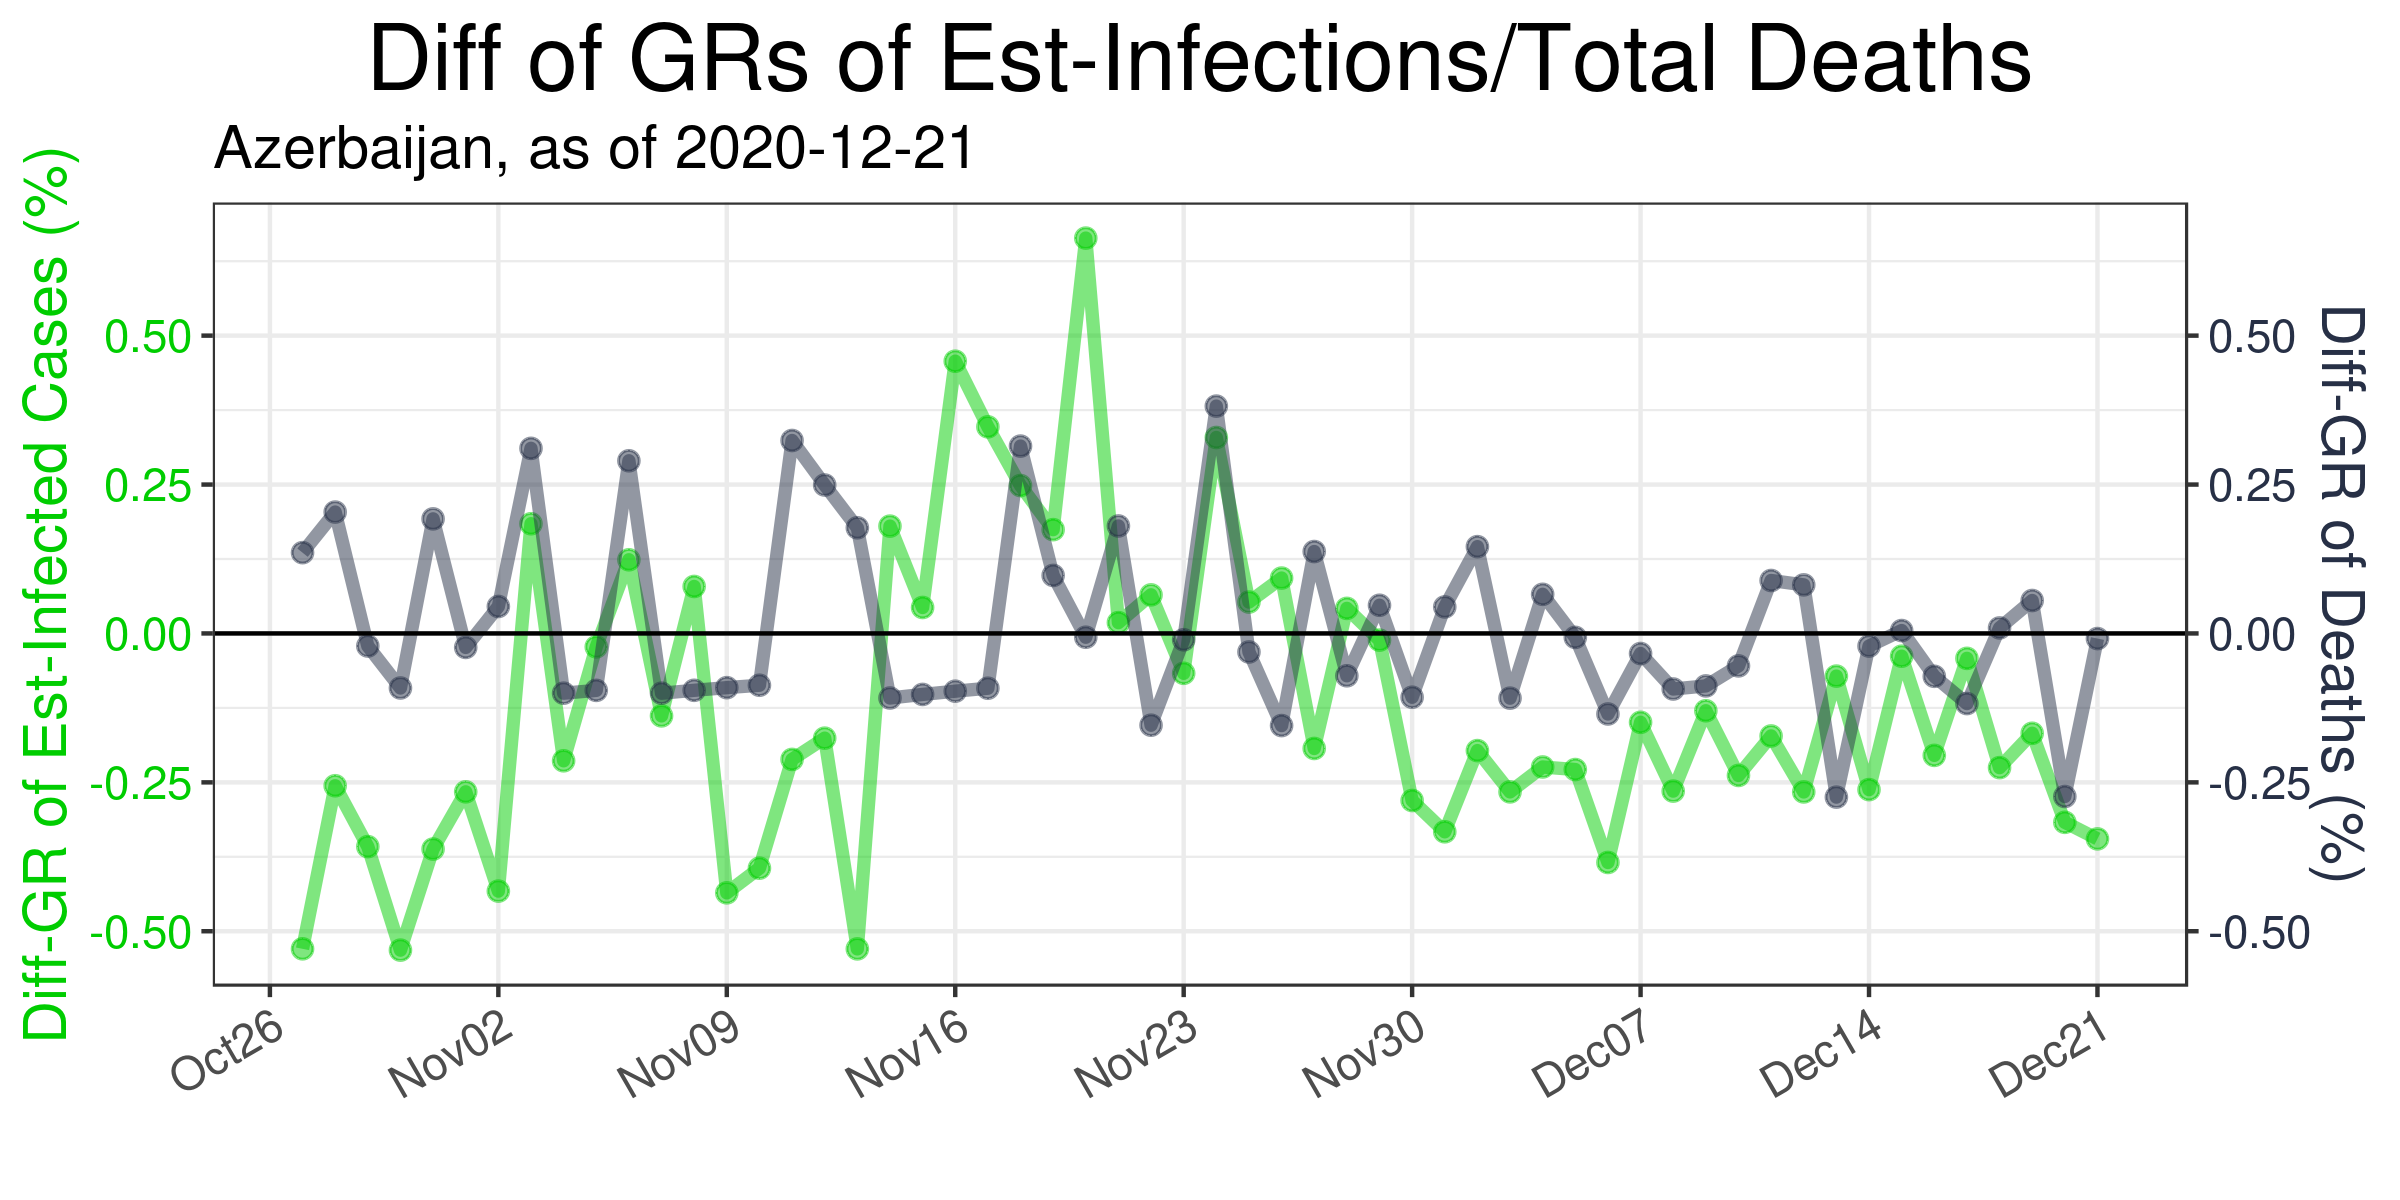 Diff of GRs of Est-Infections/Total Deaths
Azerbaijan, as of 2020-12-21
Diff-GR of Est-Infected Cases (%)
0.50
0.25
0.00
-0.25
-0.50
0.50
0.25
0.00
-0.25
-0.50
Diff-GR of Deaths (%)
Oct26
Nov02
Nov09
Nov16
Nov23
Nov30
Dec07
Dec14
Dec21